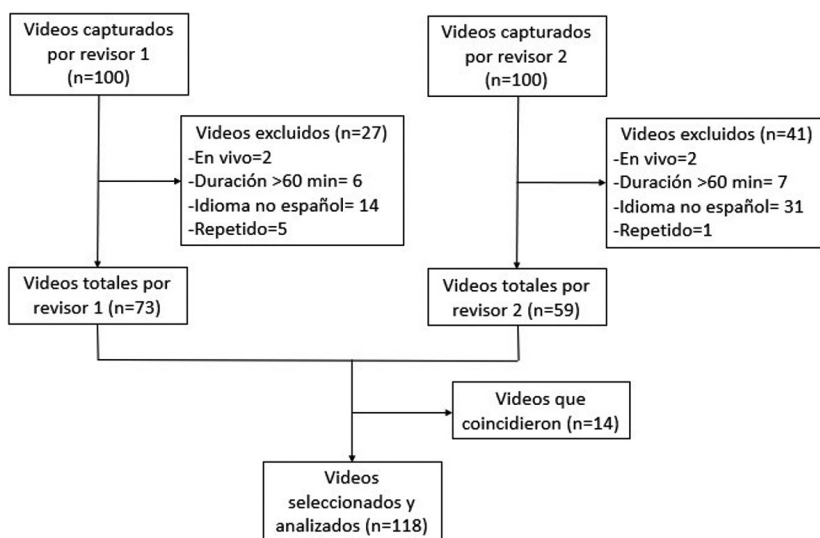 Videos capturados
por revisor 1
(n=100)
Videos capturados
por revisor 2
(n=100)
Videos excluidos (n=27)
-En vivo=2
-Duración >60 min= 6
-Idioma no español= 14
-Repetido=5
Videos excluidos (n=41)
-En vivo=2
-Duración >60 min= 7
-Idioma no español= 31
-Repetido=1
Videos totales por
revisor 1 (n=73)
Videos totales por
revisor 2 (n=59)
Videos que
coincidieron (n=14)
Videos
seleccionados y
analizados (n=118)